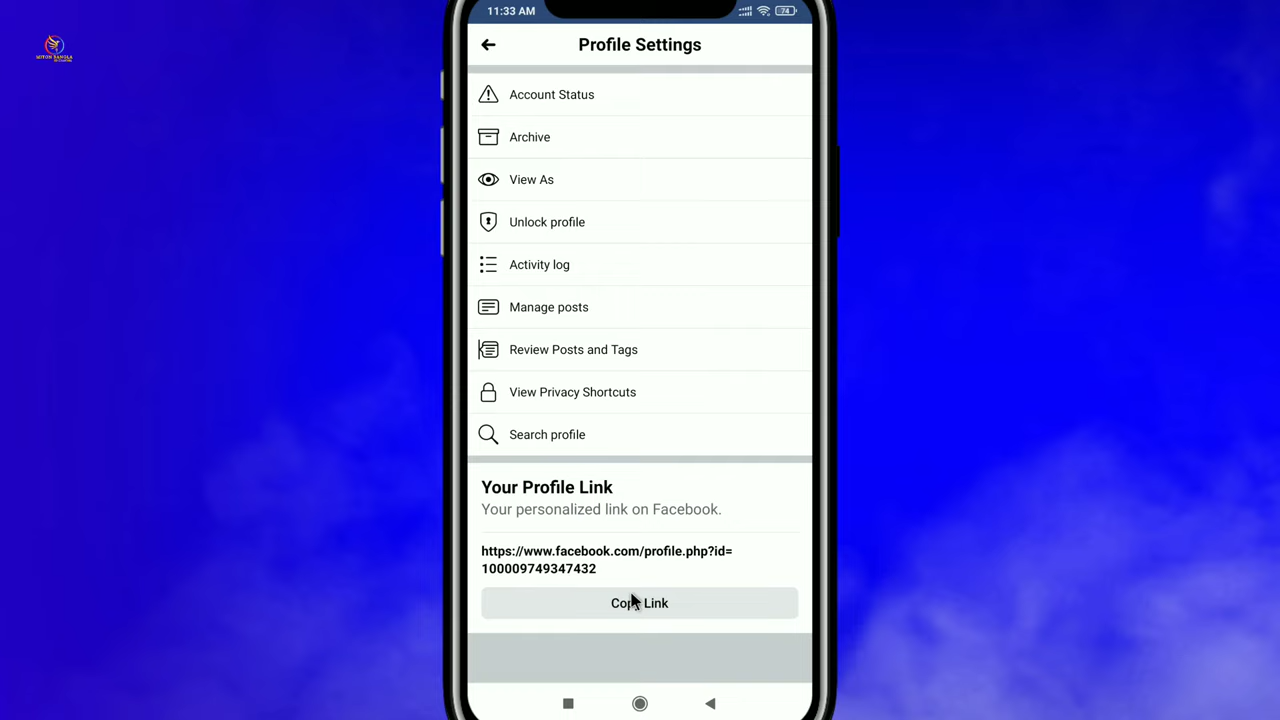 11:33 AM
74
Profile Settings
Account Status
Archive
View As
Unlock profile
Activity log
Manage posts
Review Posts and Tags
View Privacy Shortcuts
Search profile
Your Profile Link
Your personalized link on Facebook.
https://www.facebook.com/profile.php?id=
100009749347432
Copy Link